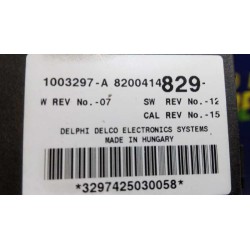 1003297-A 8200414829-
W REV No.-07 SW REV No.-12
CAL REV No.-15
DELPHI DELCO ELECTRONICS SYSTEMS
MADE IN HUNGARY
*3297425030058*